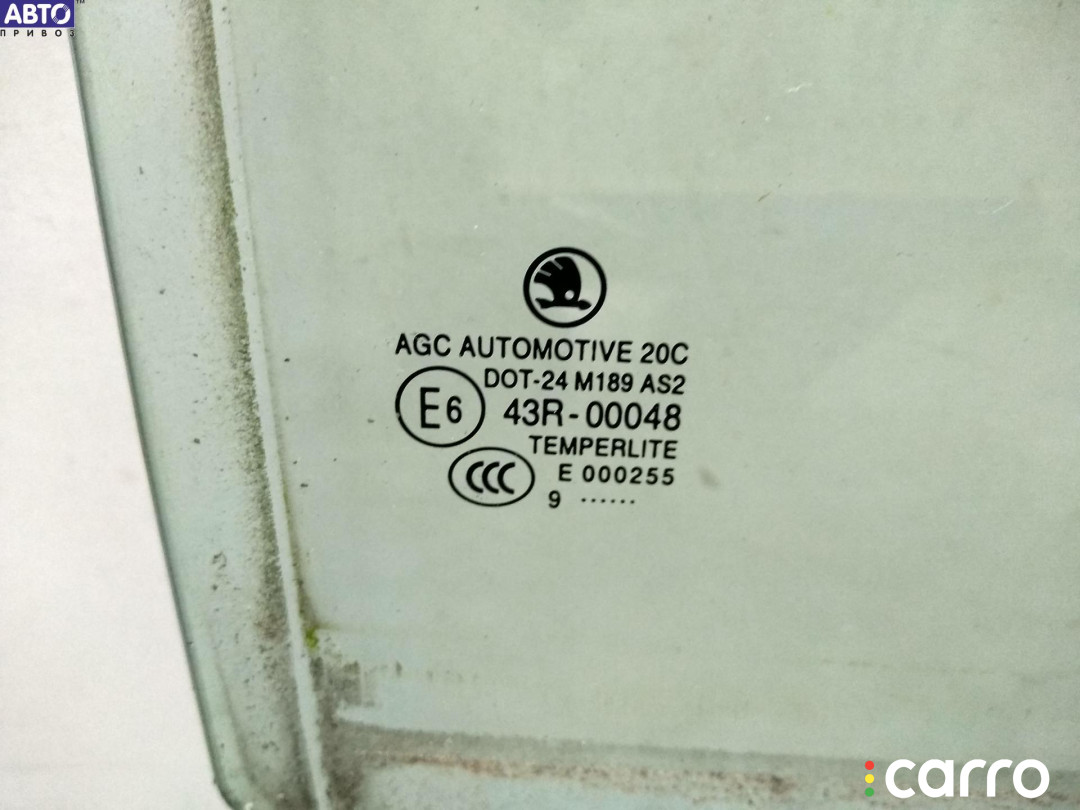 АВТО
ПРИВОЗ
AGC AUTOMOTIVE 20C
DOT-24 M189 AS2
E6 43R-00048
TEMPERLITE
CCC E 000255
9 ······
carro